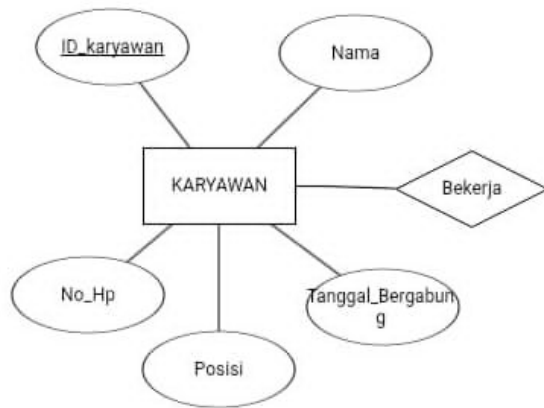 ID_karyawan
Nama
KARYAWAN
Bekerja
No_Hp
Tanggal_Bergabun
g
Posisi